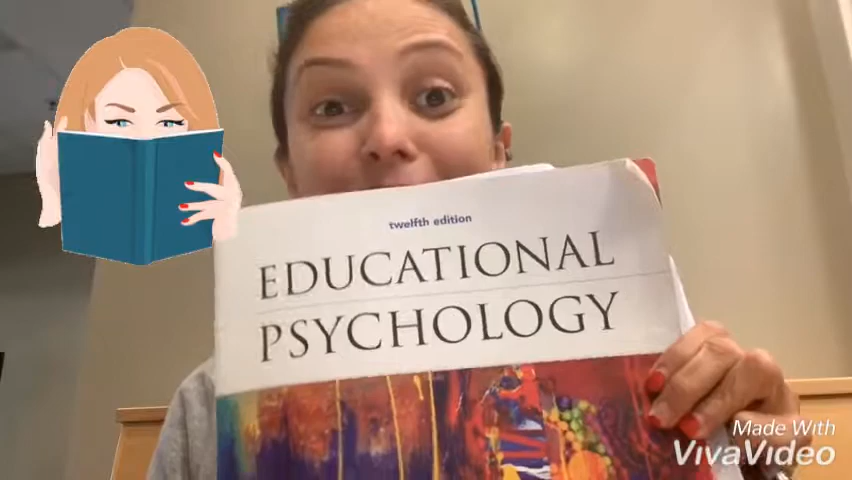 twelfth edition
EDUCATIONAL
PSYCHOLOGY
Made With
VivaVideo